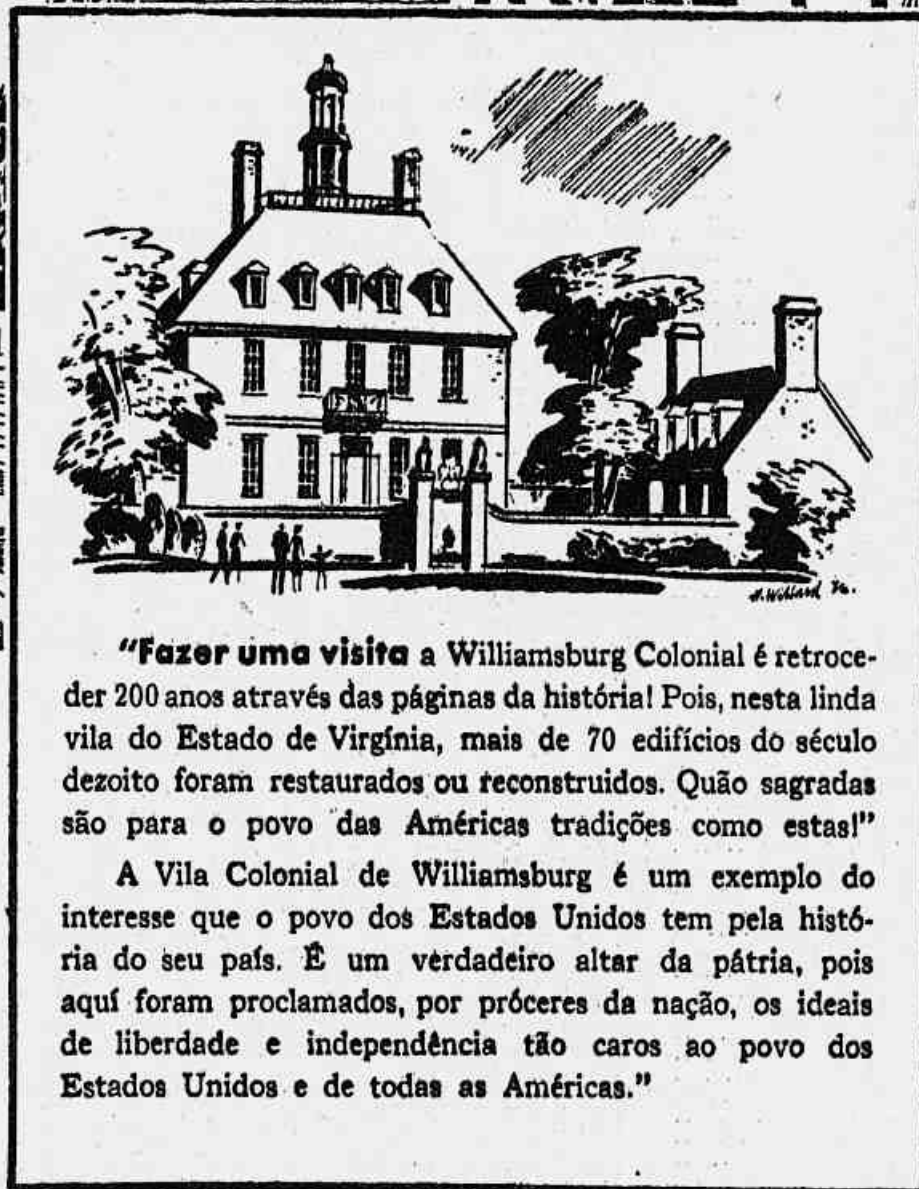 H. Willard Va.
"Fazer uma visita a Williamsburg Colonial é retroce-
der 200 anos através das páginas da história! Pois, nesta linda
vila do Estado de Virgínia, mais de 70 edifícios do século
dezoito foram restaurados ou reconstruidos. Quão sagradas
são para o povo das Américas tradições como estas!"
A Vila Colonial de Williamsburg é um exemplo do
interesse que o povo dos Estados Unidos tem pela histó-
ria do seu país. É um verdadeiro altar da pátria, pois
aquí foram proclamados, por próceres da nação, os ideais
de liberdade e independência tão caros ao povo dos
Estados Unidos e de todas as Américas."